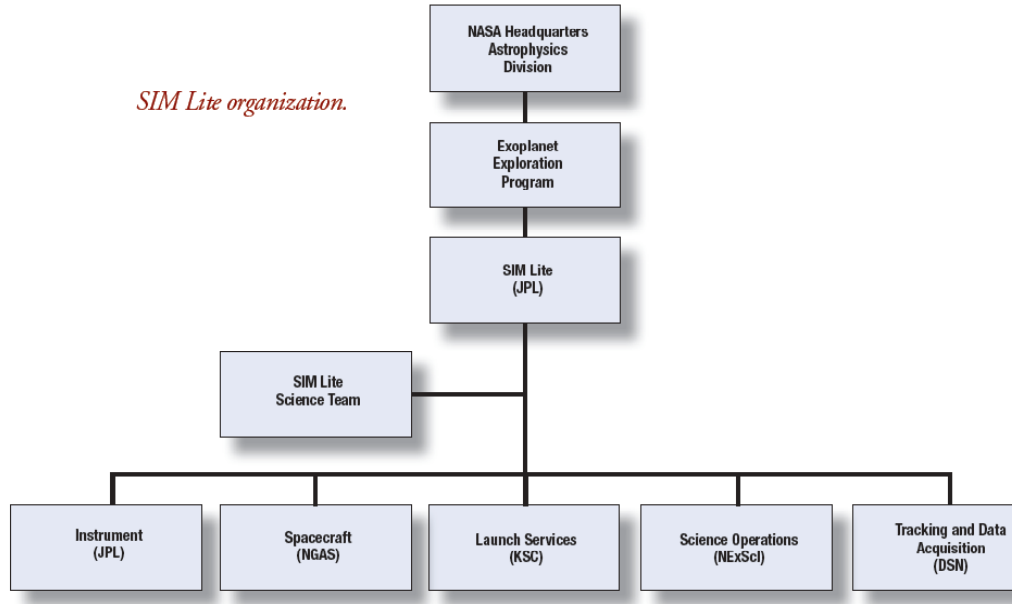 NASA Headquarters
Astrophysics
Division
SIM Lite organization.
Exoplanet
Exploration
Program
SIM Lite
(JPL)
SIM Lite
Science Team
Instrument
(JPL)
Spacecraft
(NGAS)
Launch Services
(KSC)
Science Operations
(NExScI)
Tracking and Data
Acquisition
(DSN)